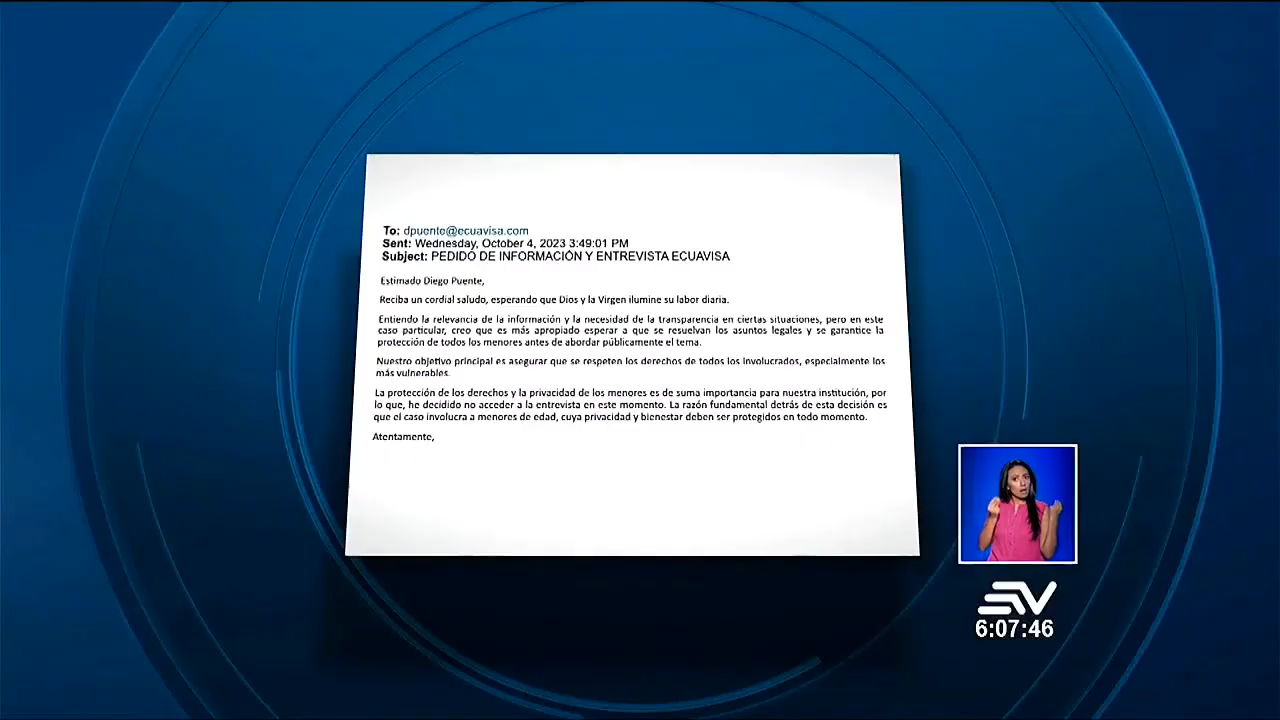 To: dpuente@ecuavisa.com
Sent: Wednesday, October 4, 2023 3:49:01 PM
Subject: PEDIDO DE INFORMACIÓN Y ENTREVISTA ECUAVISA
Estimado Diego Puente,
Reciba un cordial saludo, esperando que Dios y la Virgen ilumine su labor diaria.
Entiendo la relevancia de la información y la necesidad de la transparencia en ciertas situaciones, pero en este
caso particular, creo que es más apropiado esperar a que se resuelvan los asuntos legales y se garantice la
protección de todos los menores antes de abordar públicamente el tema.
Nuestro objetivo principal es asegurar que se respeten los derechos de todos los involucrados, especialmente los
más vulnerables.
La protección de los derechos y la privacidad de los menores es de suma importancia para nuestra institución, por
lo que, he decidido no acceder a la entrevista en este momento. La razón fundamental detrás de esta decisión es
que el caso involucra a menores de edad, cuya privacidad y bienestar deben ser protegidos en todo momento.
Atentamente,
6:07:46